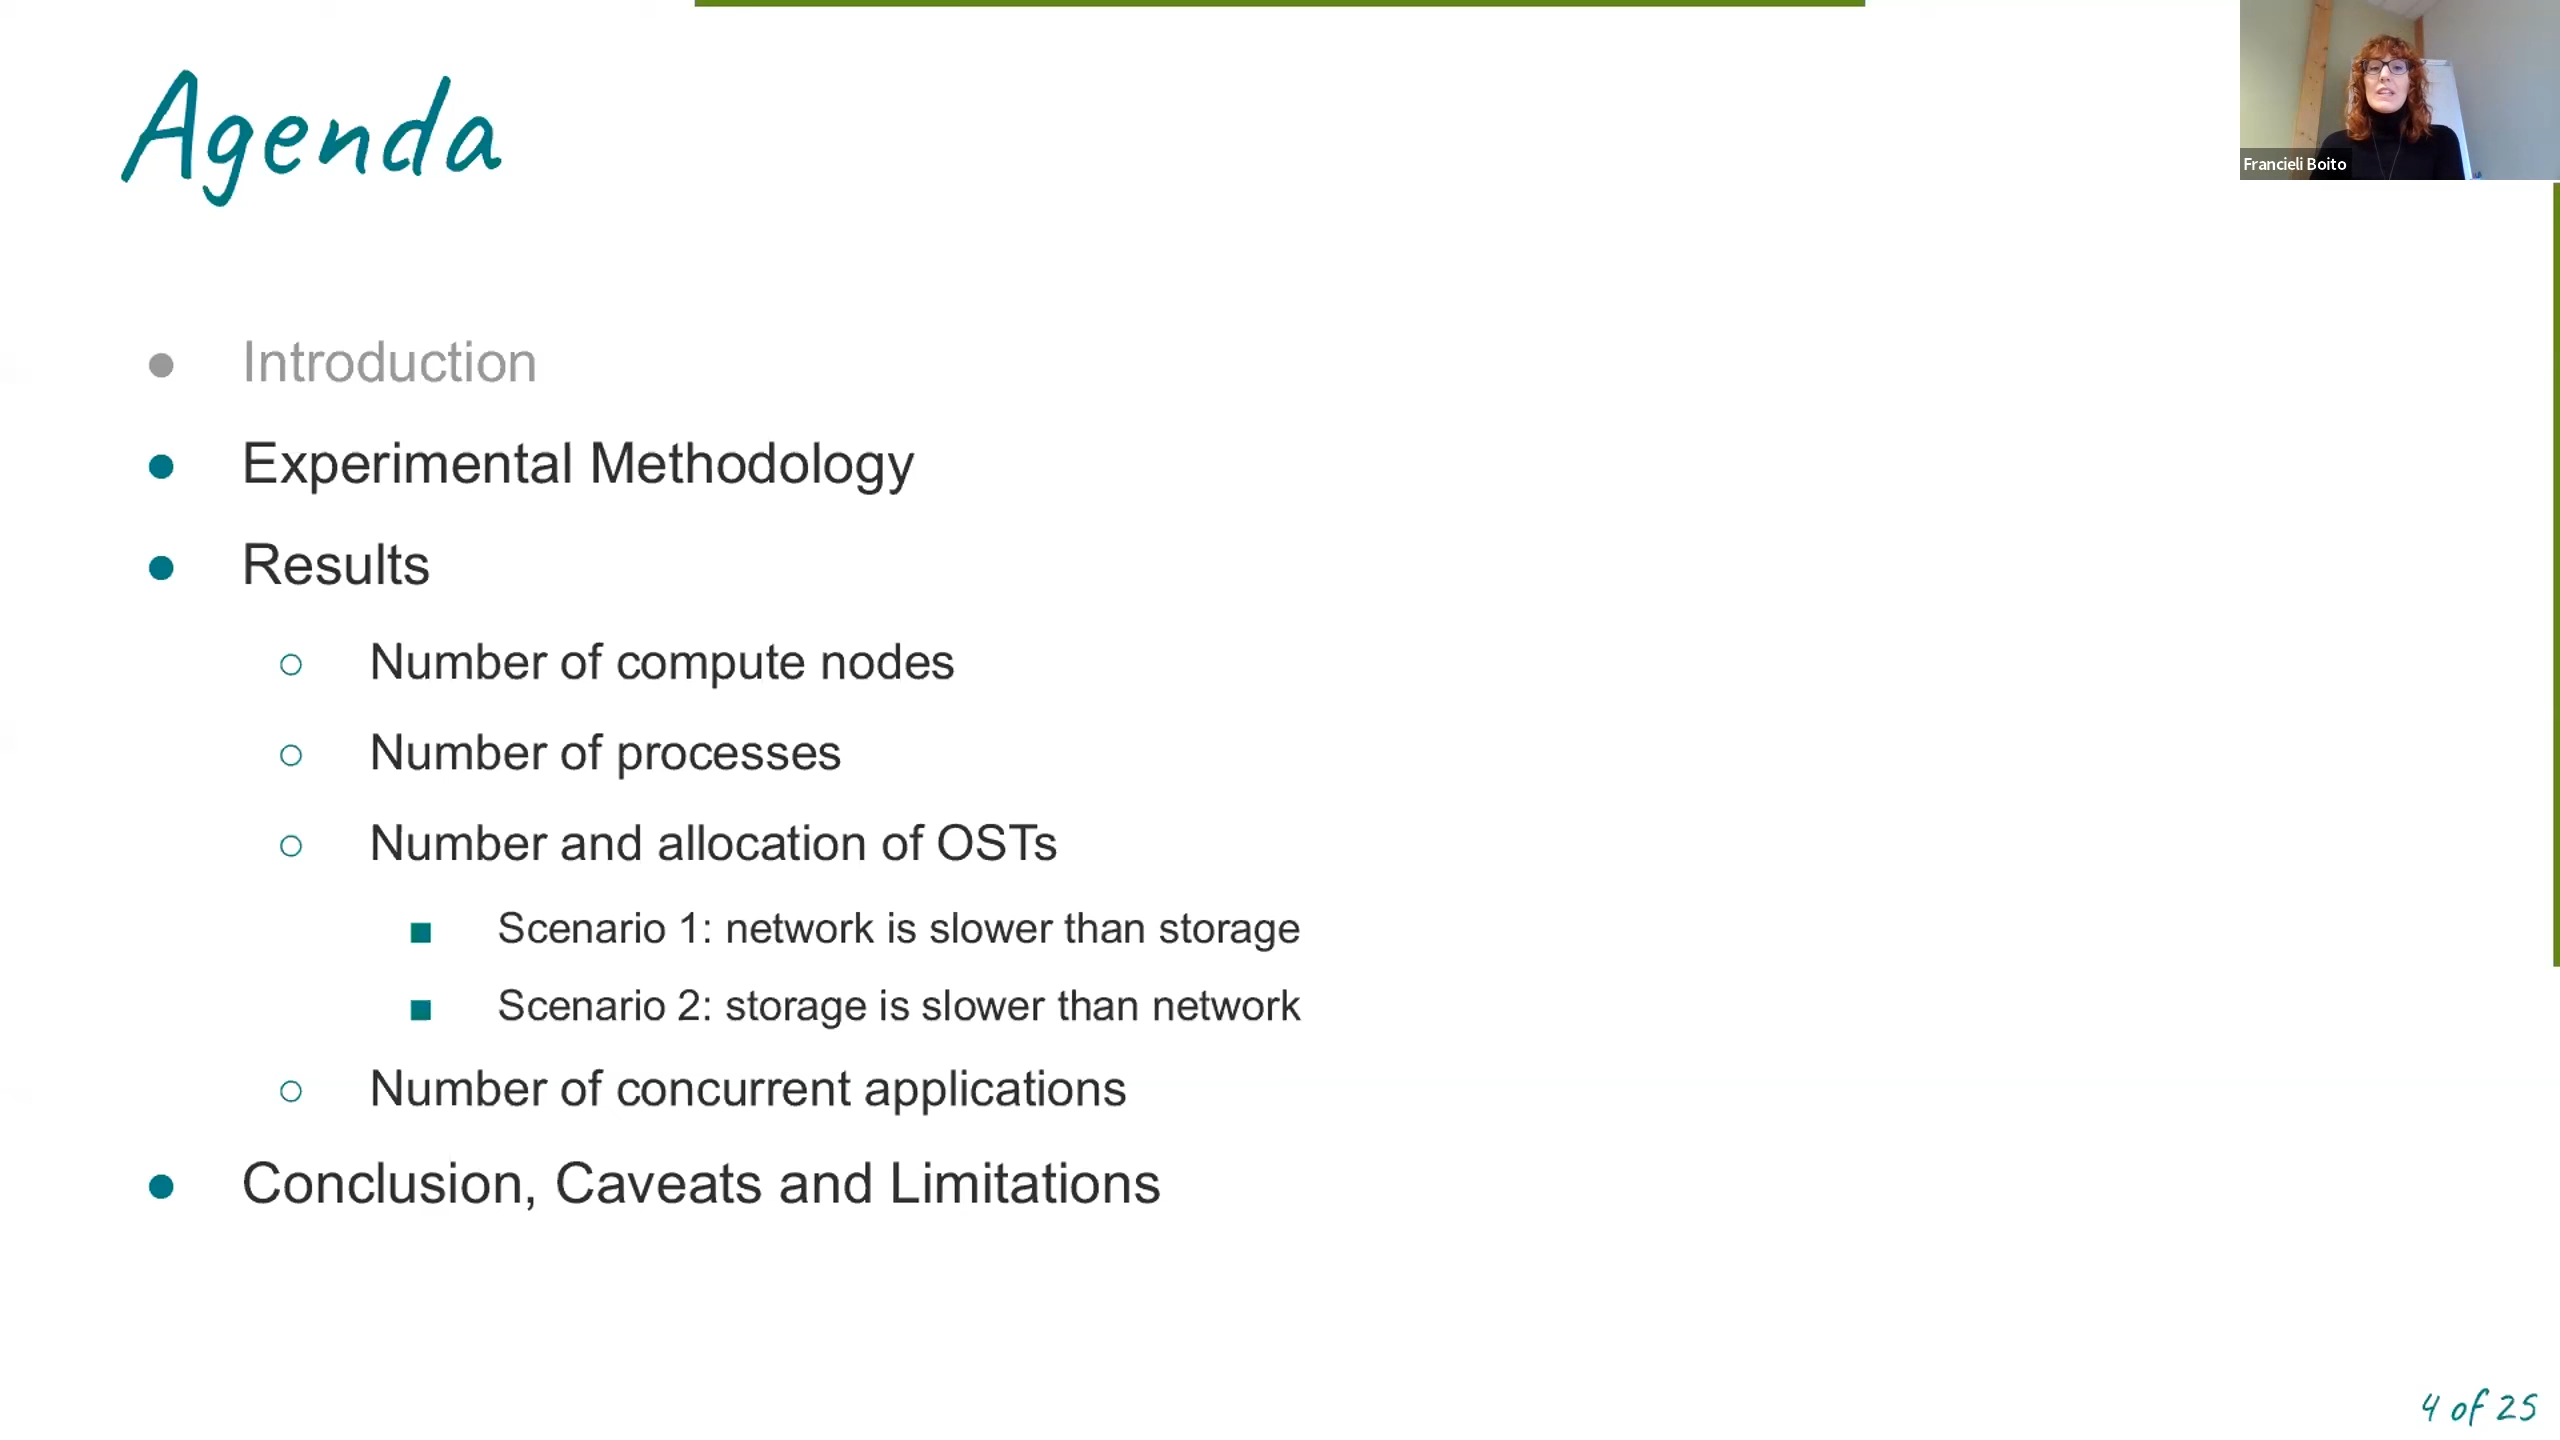 Agenda
Francieli Boito
● Introduction
● Experimental Methodology
● Results
○ Number of compute nodes
○ Number of processes
○ Number and allocation of OSTs
■ Scenario 1: network is slower than storage
■ Scenario 2: storage is slower than network
○ Number of concurrent applications
● Conclusion, Caveats and Limitations
4 of 25